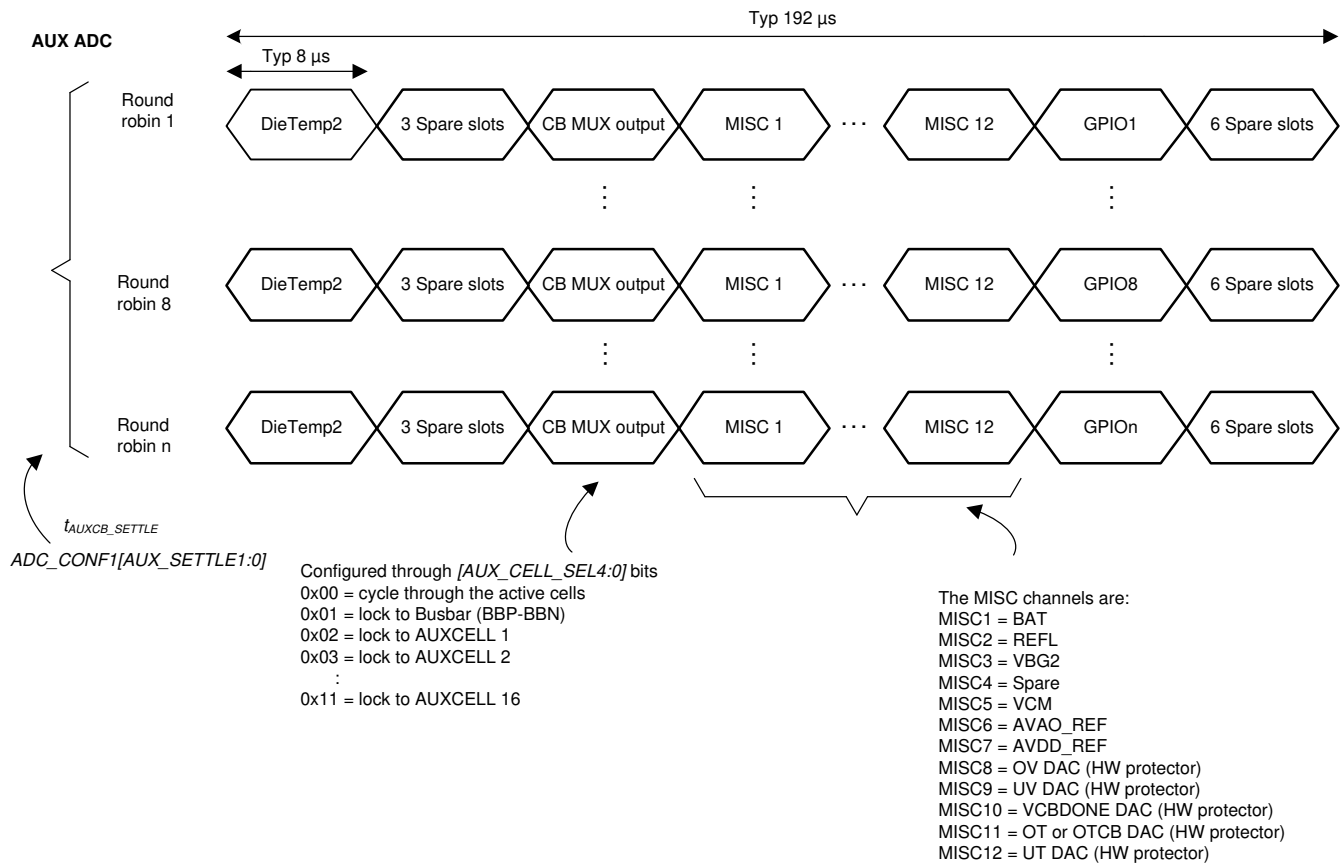 Typ 192 µs
AUX ADC
Typ 8 µs
Round
robin 1
DieTemp2
3 Spare slots
CB MUX output
MISC 1
. . .
MISC 12
GPIO1
6 Spare slots
Round
robin 8
DieTemp2
3 Spare slots
CB MUX output
MISC 1
. . .
MISC 12
GPIO8
6 Spare slots
Round
robin n
DieTemp2
3 Spare slots
CB MUX output
MISC 1
. . .
MISC 12
GPIOn
6 Spare slots
tAUXCB_SETTLE
ADC_CONF1[AUX_SETTLE1:0]
Configured through [AUX_CELL_SEL4:0] bits
0x00 = cycle through the active cells
0x01 = lock to Busbar (BBP-BBN)
0x02 = lock to AUXCELL 1
0x03 = lock to AUXCELL 2
:
0x11 = lock to AUXCELL 16
The MISC channels are:
MISC1 = BAT
MISC2 = REFL
MISC3 = VBG2
MISC4 = Spare
MISC5 = VCM
MISC6 = AVAO_REF
MISC7 = AVDD_REF
MISC8 = OV DAC (HW protector)
MISC9 = UV DAC (HW protector)
MISC10 = VCBDONE DAC (HW protector)
MISC11 = OT or OTCB DAC (HW protector)
MISC12 = UT DAC (HW protector)